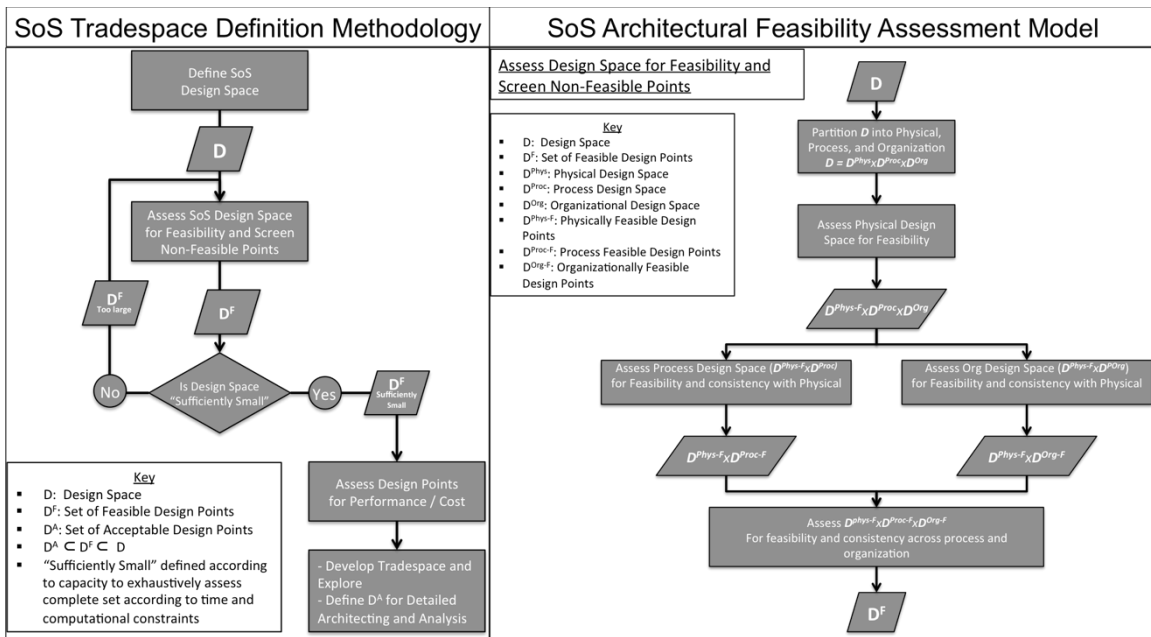 SoS Tradespace Definition Methodology
Define SoS
Design Space
D
Assess SoS Design Space
for Feasibility and Screen
Non-Feasible Points
D^F
Too large
D^F
Is Design Space
"Sufficiently Small"
No
Yes
D^F
Sufficiently
Small
Assess Design Points
for Performance / Cost
- Develop Tradespace and
Explore
- Define D^A for Detailed
Architecting and Analysis
Key
▪ D: Design Space
▪ D^F: Set of Feasible Design Points
▪ D^A: Set of Acceptable Design Points
▪ D^A ⊂ D^F ⊂ D
▪ "Sufficiently Small" defined according
to capacity to exhaustively assess
complete set according to time and
computational constraints
SoS Architectural Feasibility Assessment Model
Assess Design Space for Feasibility and
Screen Non-Feasible Points
Key
▪ D: Design Space
▪ D^F: Set of Feasible Design Points
▪ D^Phys: Physical Design Space
▪ D^Proc: Process Design Space
▪ D^Org: Organizational Design Space
▪ D^Phys-F: Physically Feasible Design
Points
▪ D^Proc-F: Process Feasible Design Points
▪ D^Org-F: Organizationally Feasible
Design Points
D
Partition D into Physical,
Process, and Organization
D = D^Phys x D^Proc x D^Org
Assess Physical Design
Space for Feasibility
D^Phys-F x D^Proc x D^Org
Assess Process Design Space (D^Phys-F x D^Proc)
for Feasibility and consistency with Physical
Assess Org Design Space (D^Phys-F x D^POrg)
for Feasibility and consistency with Physical
D^Phys-F x D^Proc-F
D^Phys-F x D^Org-F
Assess D^phys-F x D^Proc-F x D^Org-F
For feasibility and consistency across process and
organization
D^F